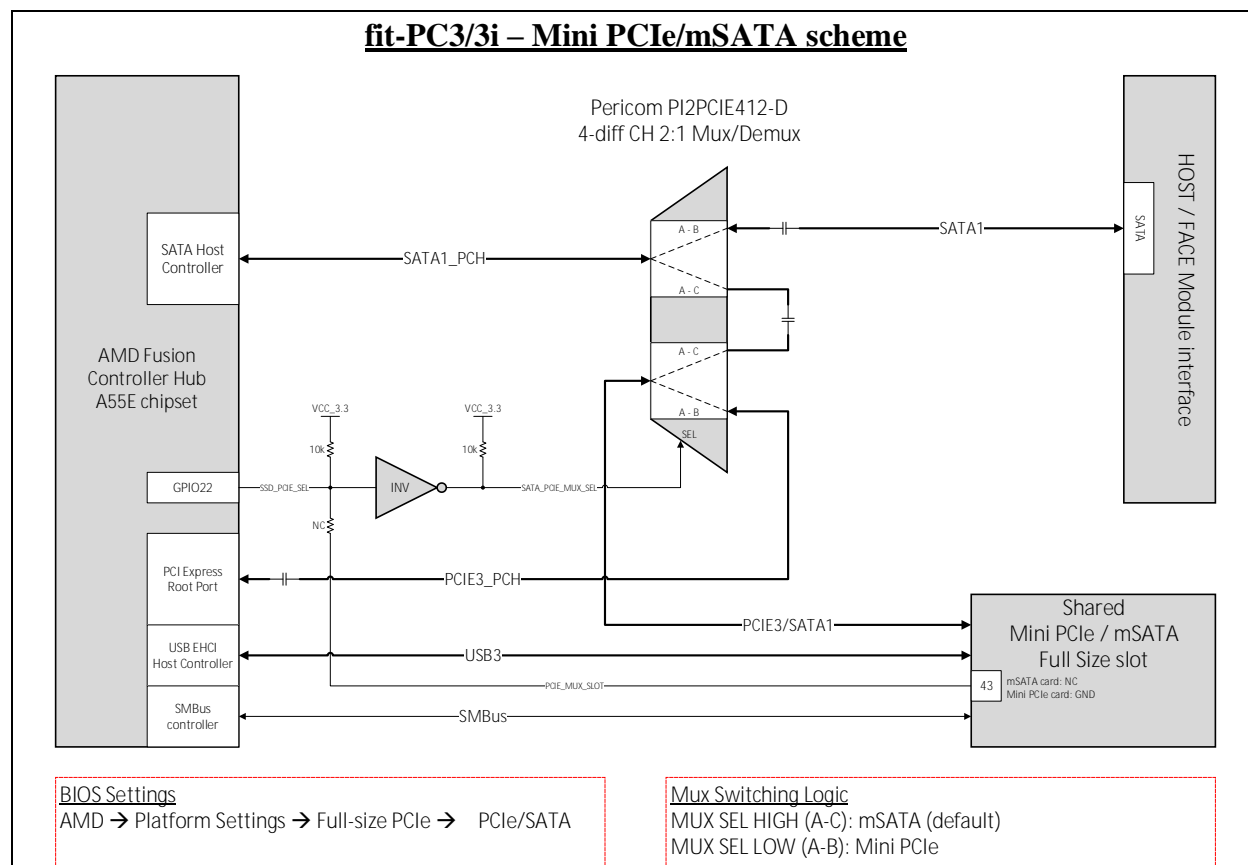 fit-PC3/3i – Mini PCIe/mSATA scheme
Pericom PI2PCIE412-D
4-diff CH 2:1 Mux/Demux
HOST / FACE Module interface
SATA
A - B
SATA1
SATA Host
Controller
SATA1_PCH
A - C
A - C
AMD Fusion
Controller Hub
A55E chipset
VCC_3.3
VCC_3.3
A - B
SEL
10k
10k
GPIO22
SSD_PCIE_SEL
INV
SATA_PCIE_MUX_SEL
NC
PCI Express
Root Port
PCIE3_PCH
Shared
Mini PCIe / mSATA
Full Size slot
PCIE3/SATA1
USB EHCI
Host Controller
USB3
PCIE_MUX_SLOT
43
mSATA card: NC
Mini PCIe card: GND
SMBus
controller
SMBus
BIOS Settings
AMD → Platform Settings → Full-size PCIe → PCIe/SATA
Mux Switching Logic
MUX SEL HIGH (A-C): mSATA (default)
MUX SEL LOW (A-B): Mini PCIe